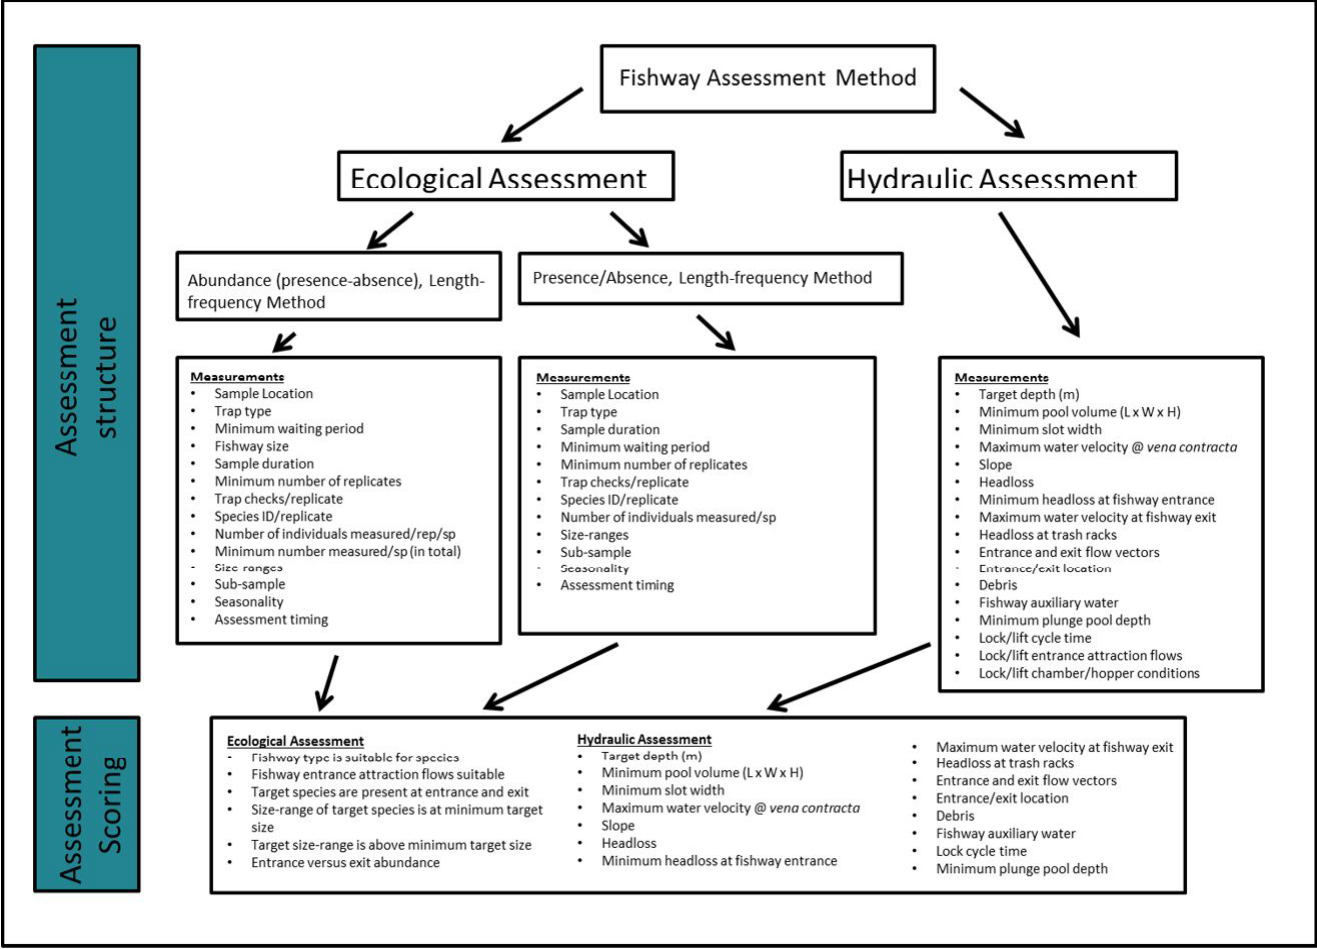 Assessment
structure
Fishway Assessment Method
Ecological Assessment
Hydraulic Assessment
Abundance (presence-absence), Length-
frequency Method
Presence/Absence, Length-frequency Method
Measurements
• Sample Location
• Trap type
• Minimum waiting period
• Fishway size
• Sample duration
• Minimum number of replicates
• Trap checks/replicate
• Species ID/replicate
• Number of individuals measured/rep/sp
• Minimum number measured/sp (in total)
• Size-ranges
• Sub-sample
• Seasonality
• Assessment timing
Measurements
• Sample Location
• Trap type
• Sample duration
• Minimum waiting period
• Minimum number of replicates
• Trap checks/replicate
• Species ID/replicate
• Number of individuals measured/sp
• Size-ranges
• Sub-sample
• Seasonality
• Assessment timing
Measurements
• Target depth (m)
• Minimum pool volume (L x W x H)
• Minimum slot width
• Maximum water velocity @ vena contracta
• Slope
• Headloss
• Minimum headloss at fishway entrance
• Maximum water velocity at fishway exit
• Headloss at trash racks
• Entrance and exit flow vectors
• Entrance/exit location
• Debris
• Fishway auxiliary water
• Minimum plunge pool depth
• Lock/lift cycle time
• Lock/lift entrance attraction flows
• Lock/lift chamber/hopper conditions
Assessment
Scoring
Ecological Assessment
• Fishway type is suitable for species
• Fishway entrance attraction flows suitable
• Target species are present at entrance and exit
• Size-range of target species is at minimum target
size
• Target size-range is above minimum target size
• Entrance versus exit abundance
Hydraulic Assessment
• Target depth (m)
• Minimum pool volume (L x W x H)
• Minimum slot width
• Maximum water velocity @ vena contracta
• Slope
• Headloss
• Minimum headloss at fishway entrance
• Maximum water velocity at fishway exit
• Headloss at trash racks
• Entrance and exit flow vectors
• Entrance/exit location
• Debris
• Fishway auxiliary water
• Lock cycle time
• Minimum plunge pool depth